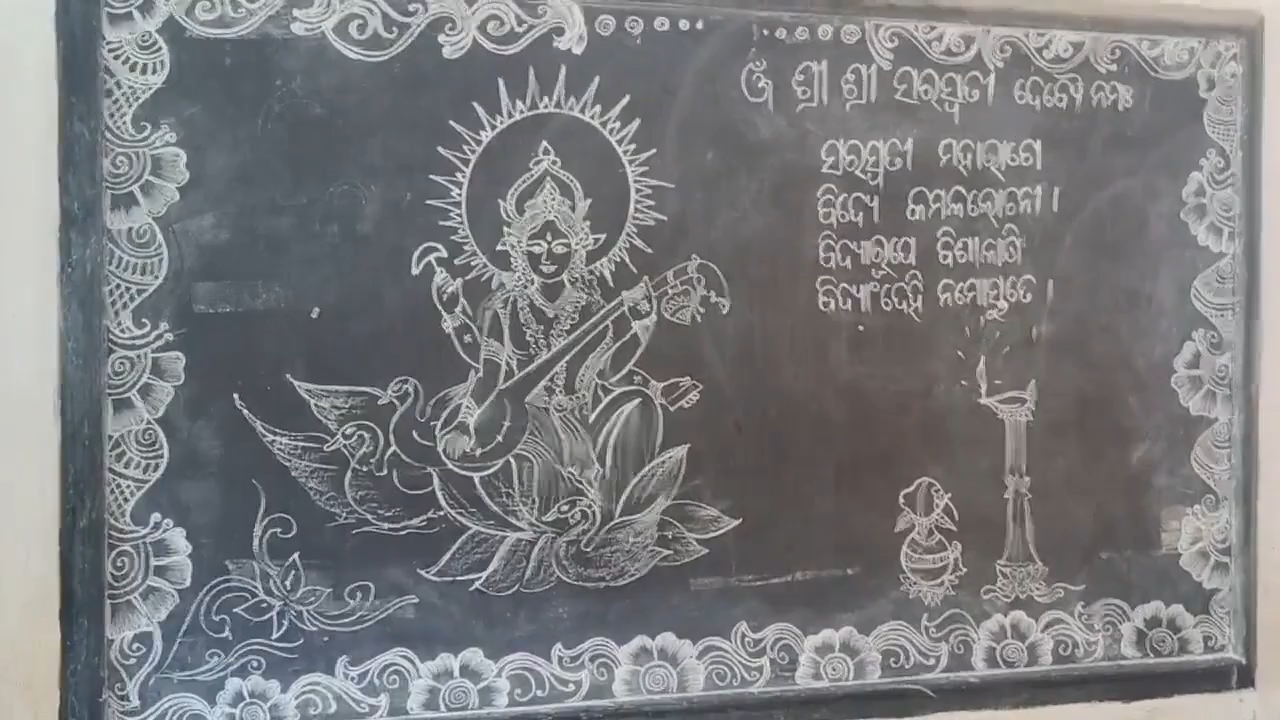 ଓଁ ଶ୍ରୀ ଶ୍ରୀ ସରସ୍ୱତୀ ଦେବ୍ୟୈ ନମଃ
ସରସ୍ୱତୀ ମହାଭାଗେ
ବିଦ୍ୟେ କମଳଲୋଚନୀ ।
ବିଦ୍ୟାରୂପେ ବିଶାଳାକ୍ଷି
ବିଦ୍ୟାଂଦେହି ନମୋସ୍ତୁତେ ।